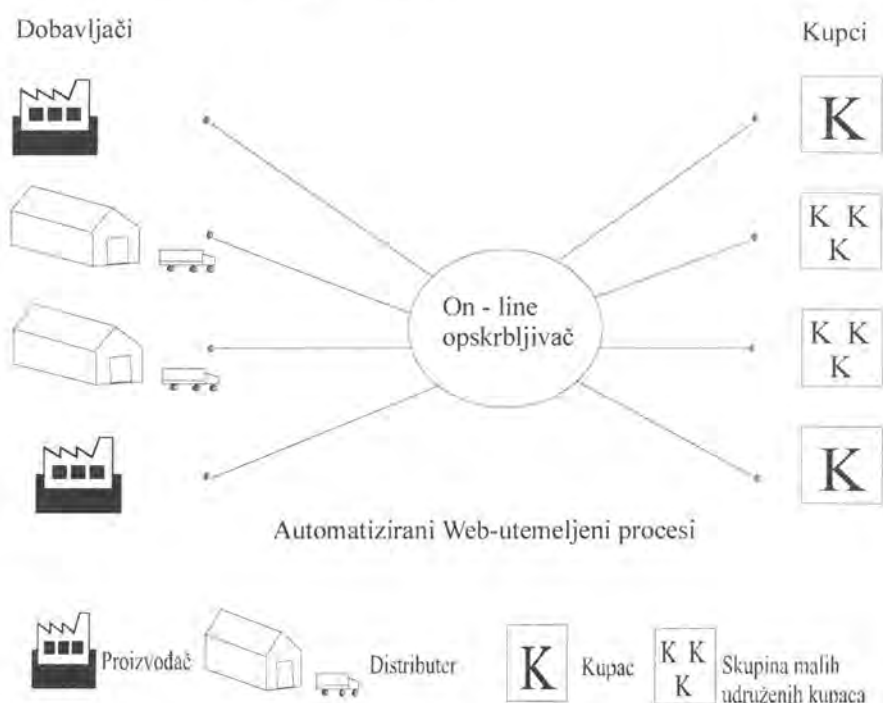 Dobavljači
Kupci
K
K K
K
On - line
opskrbljivač
K K
K
K
Automatizirani Web-utemeljeni procesi
Proizvođač
Distributer
K
Kupac
K K
K
Skupina malih
udruženih kupaca